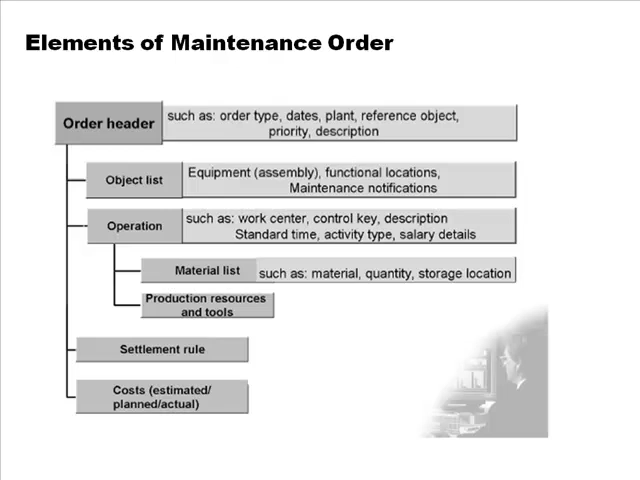 Elements of Maintenance Order
Order header
such as: order type, dates, plant, reference object,
priority, description
Object list
Equipment (assembly), functional locations,
Maintenance notifications
Operation
such as: work center, control key, description
Standard time, activity type, salary details
Material list
such as: material, quantity, storage location
Production resources
and tools
Settlement rule
Costs (estimated/
planned/actual)